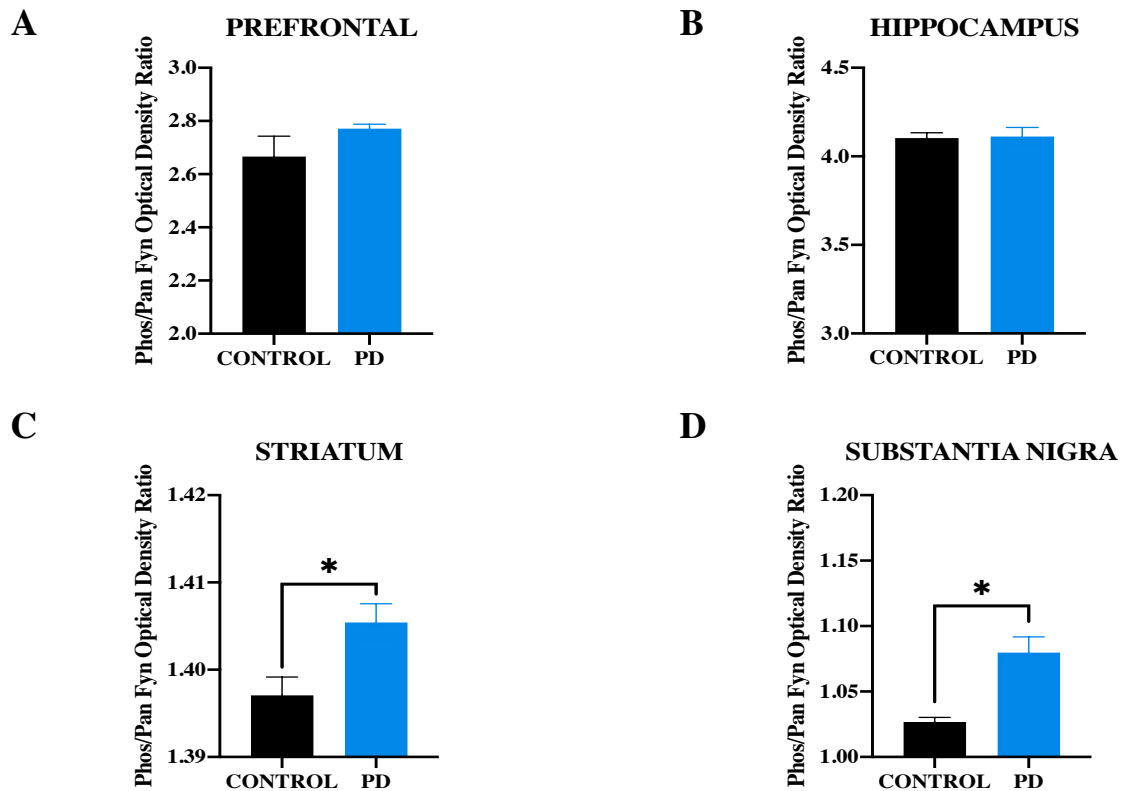 A
PREFRONTAL
Phos/Pan Fyn Optical Density Ratio
3.0
2.8
2.6
2.4
2.2
2.0
CONTROL PD
B
HIPPOCAMPUS
Phos/Pan Fyn Optical Density Ratio
4.5
4.0
3.5
3.0
CONTROL PD
C
STRIATUM
Phos/Pan Fyn Optical Density Ratio
1.42
1.41
1.40
1.39
*
CONTROL PD
D
SUBSTANTIA NIGRA
Phos/Pan Fyn Optical Density Ratio
1.20
1.15
1.10
1.05
1.00
*
CONTROL PD